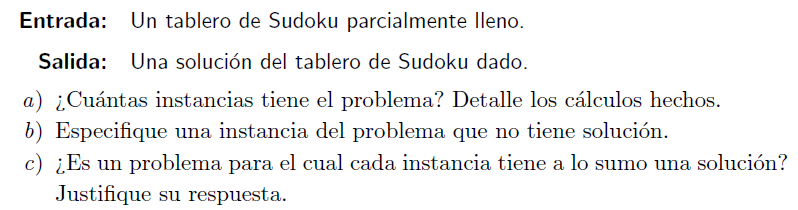 Entrada: Un tablero de Sudoku parcialmente lleno.
Salida: Una solución del tablero de Sudoku dado.
a) ¿Cuántas instancias tiene el problema? Detalle los cálculos hechos.
b) Especifique una instancia del problema que no tiene solución.
c) ¿Es un problema para el cual cada instancia tiene a lo sumo una solución?
Justifique su respuesta.